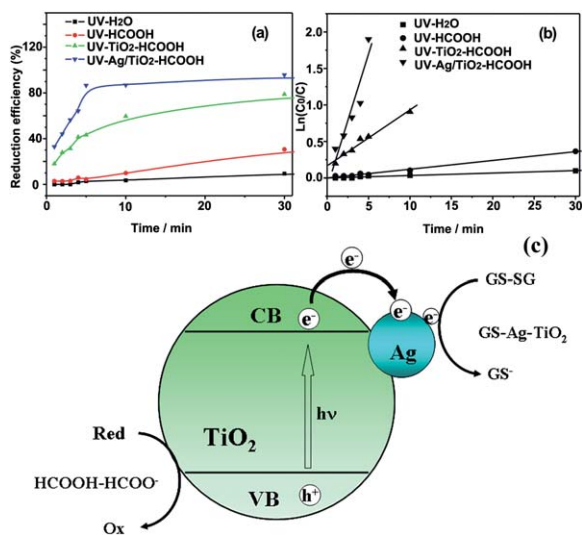 UV-H2O
UV-HCOOH
UV-TiO2-HCOOH
UV-Ag/TiO2-HCOOH
(a)
Reduction efficiency (%)
120
80
40
0
0 10 20 30
Time / min
UV-H2O
UV-HCOOH
UV-TiO2-HCOOH
UV-Ag/TiO2-HCOOH
(b)
Ln(C0/C)
2.0
1.5
1.0
0.5
0.0
0 5 10 15 20 25 30
Time / min
(c)
e-
CB
e-
e-
e-
Ag
GS-SG
GS-Ag-TiO2
GS-
hν
TiO2
Red
HCOOH-HCOO-
Ox
VB
h+